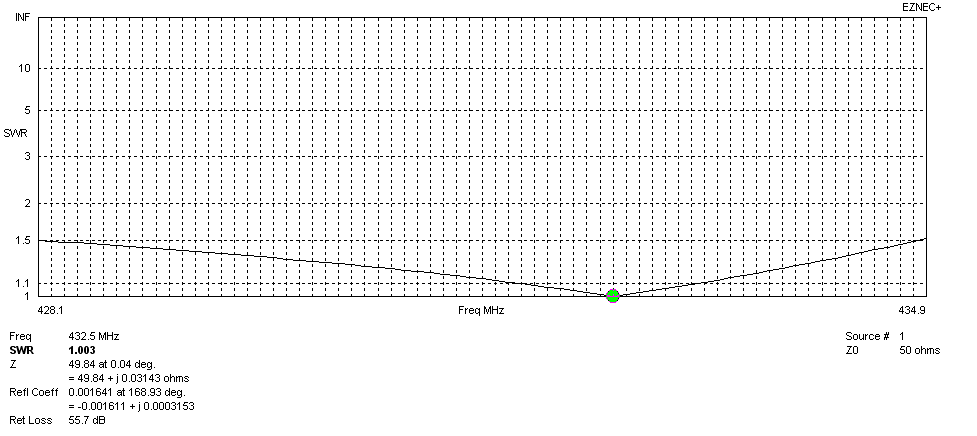 EZNEC+
INF
10
5
SWR
3
2
1.5
1.1
1
428.1 Freq MHz 434.9
Freq 432.5 MHz Source # 1
SWR 1.003 Z0 50 ohms
Z 49.84 at 0.04 deg.
= 49.84 + j 0.03143 ohms
Refl Coeff 0.001641 at 168.93 deg.
= -0.001611 + j 0.0003153
Ret Loss 55.7 dB